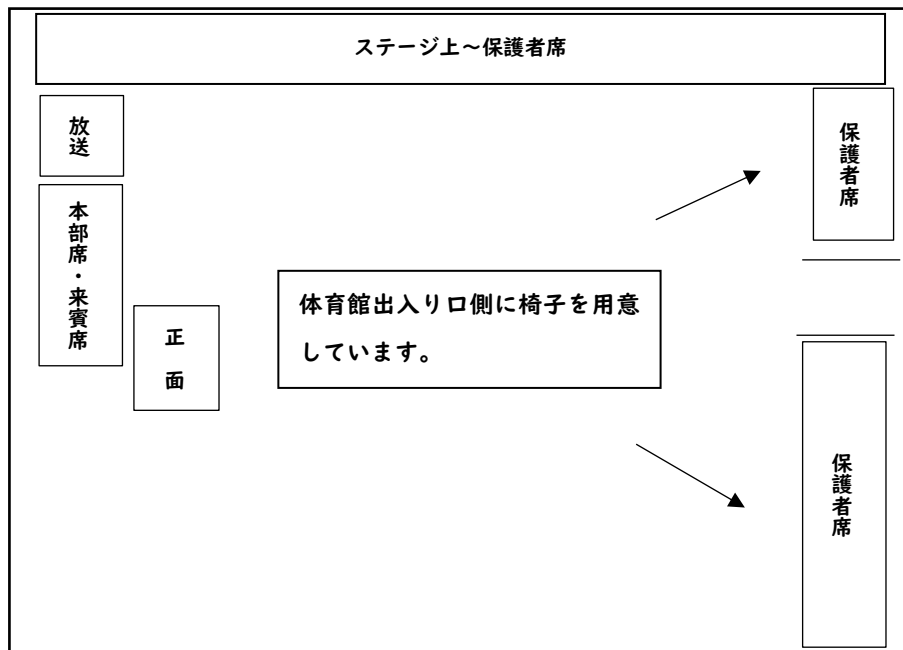 ステージ上～保護者席
放送
保護者席
本部席・来賓席
体育館出入り口側に椅子を用意
しています。
正面
保護者席